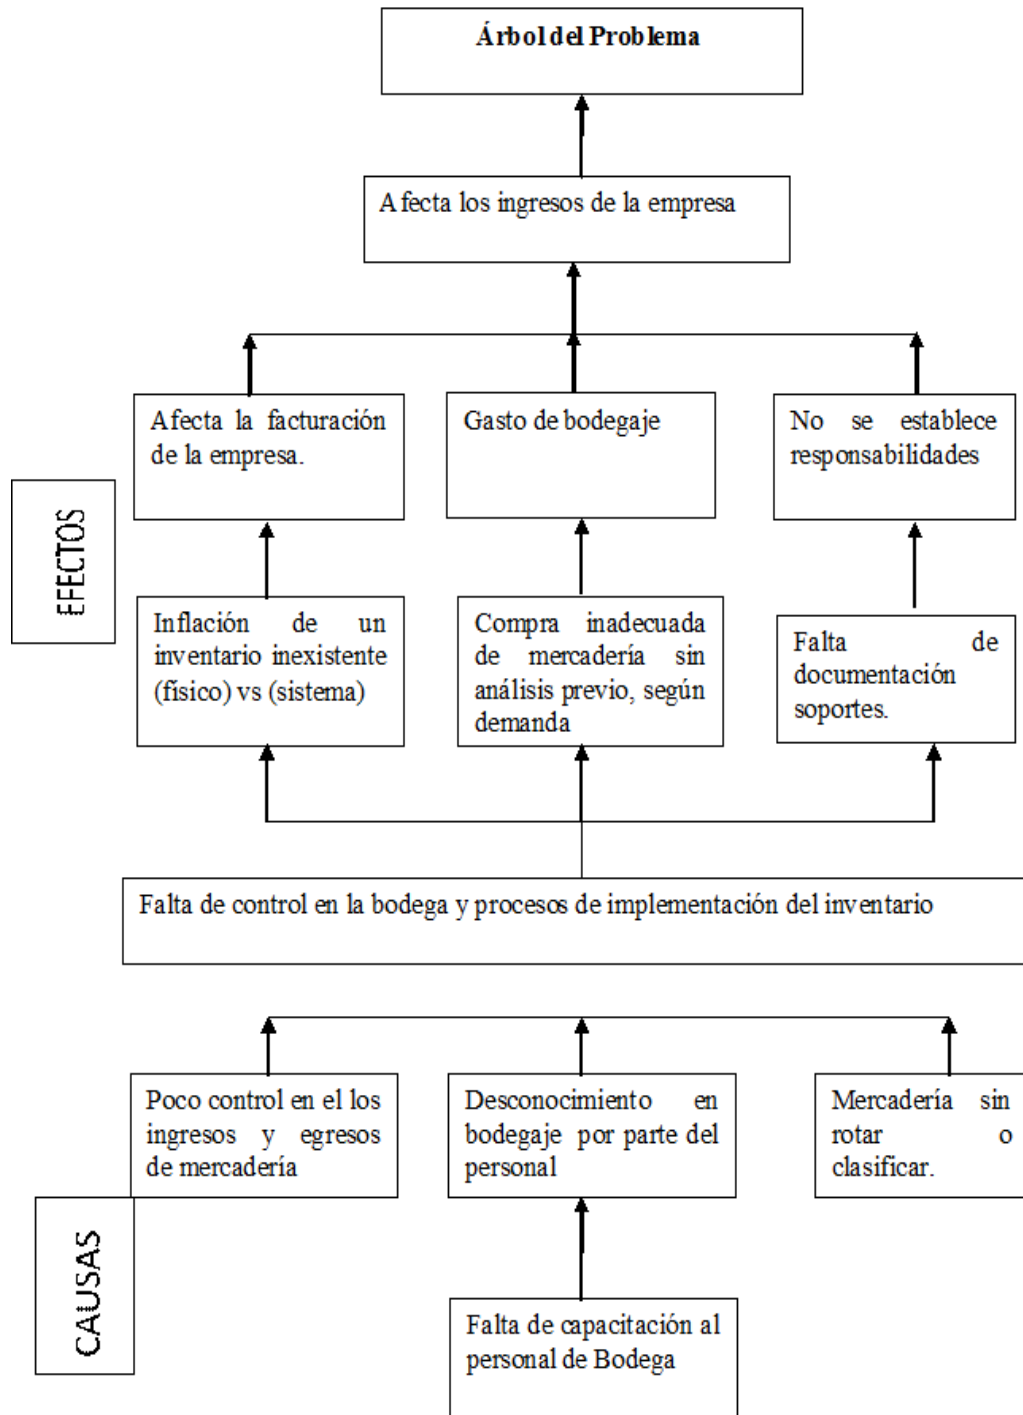 Árbol del Problema
Afecta los ingresos de la empresa
Afecta la facturación
de la empresa.
Gasto de bodegaje
No se establece
responsabilidades
EFECTOS
Inflación de un
inventario inexistente
(físico) vs (sistema)
Compra inadecuada
de mercadería sin
análisis previo, según
demanda
Falta de
documentación
soportes.
Falta de control en la bodega y procesos de implementación del inventario
Poco control en el los
ingresos y egresos
de mercadería
Desconocimiento en
bodegaje por parte del
personal
Mercadería sin
rotar o
clasificar.
CAUSAS
Falta de capacitación al
personal de Bodega